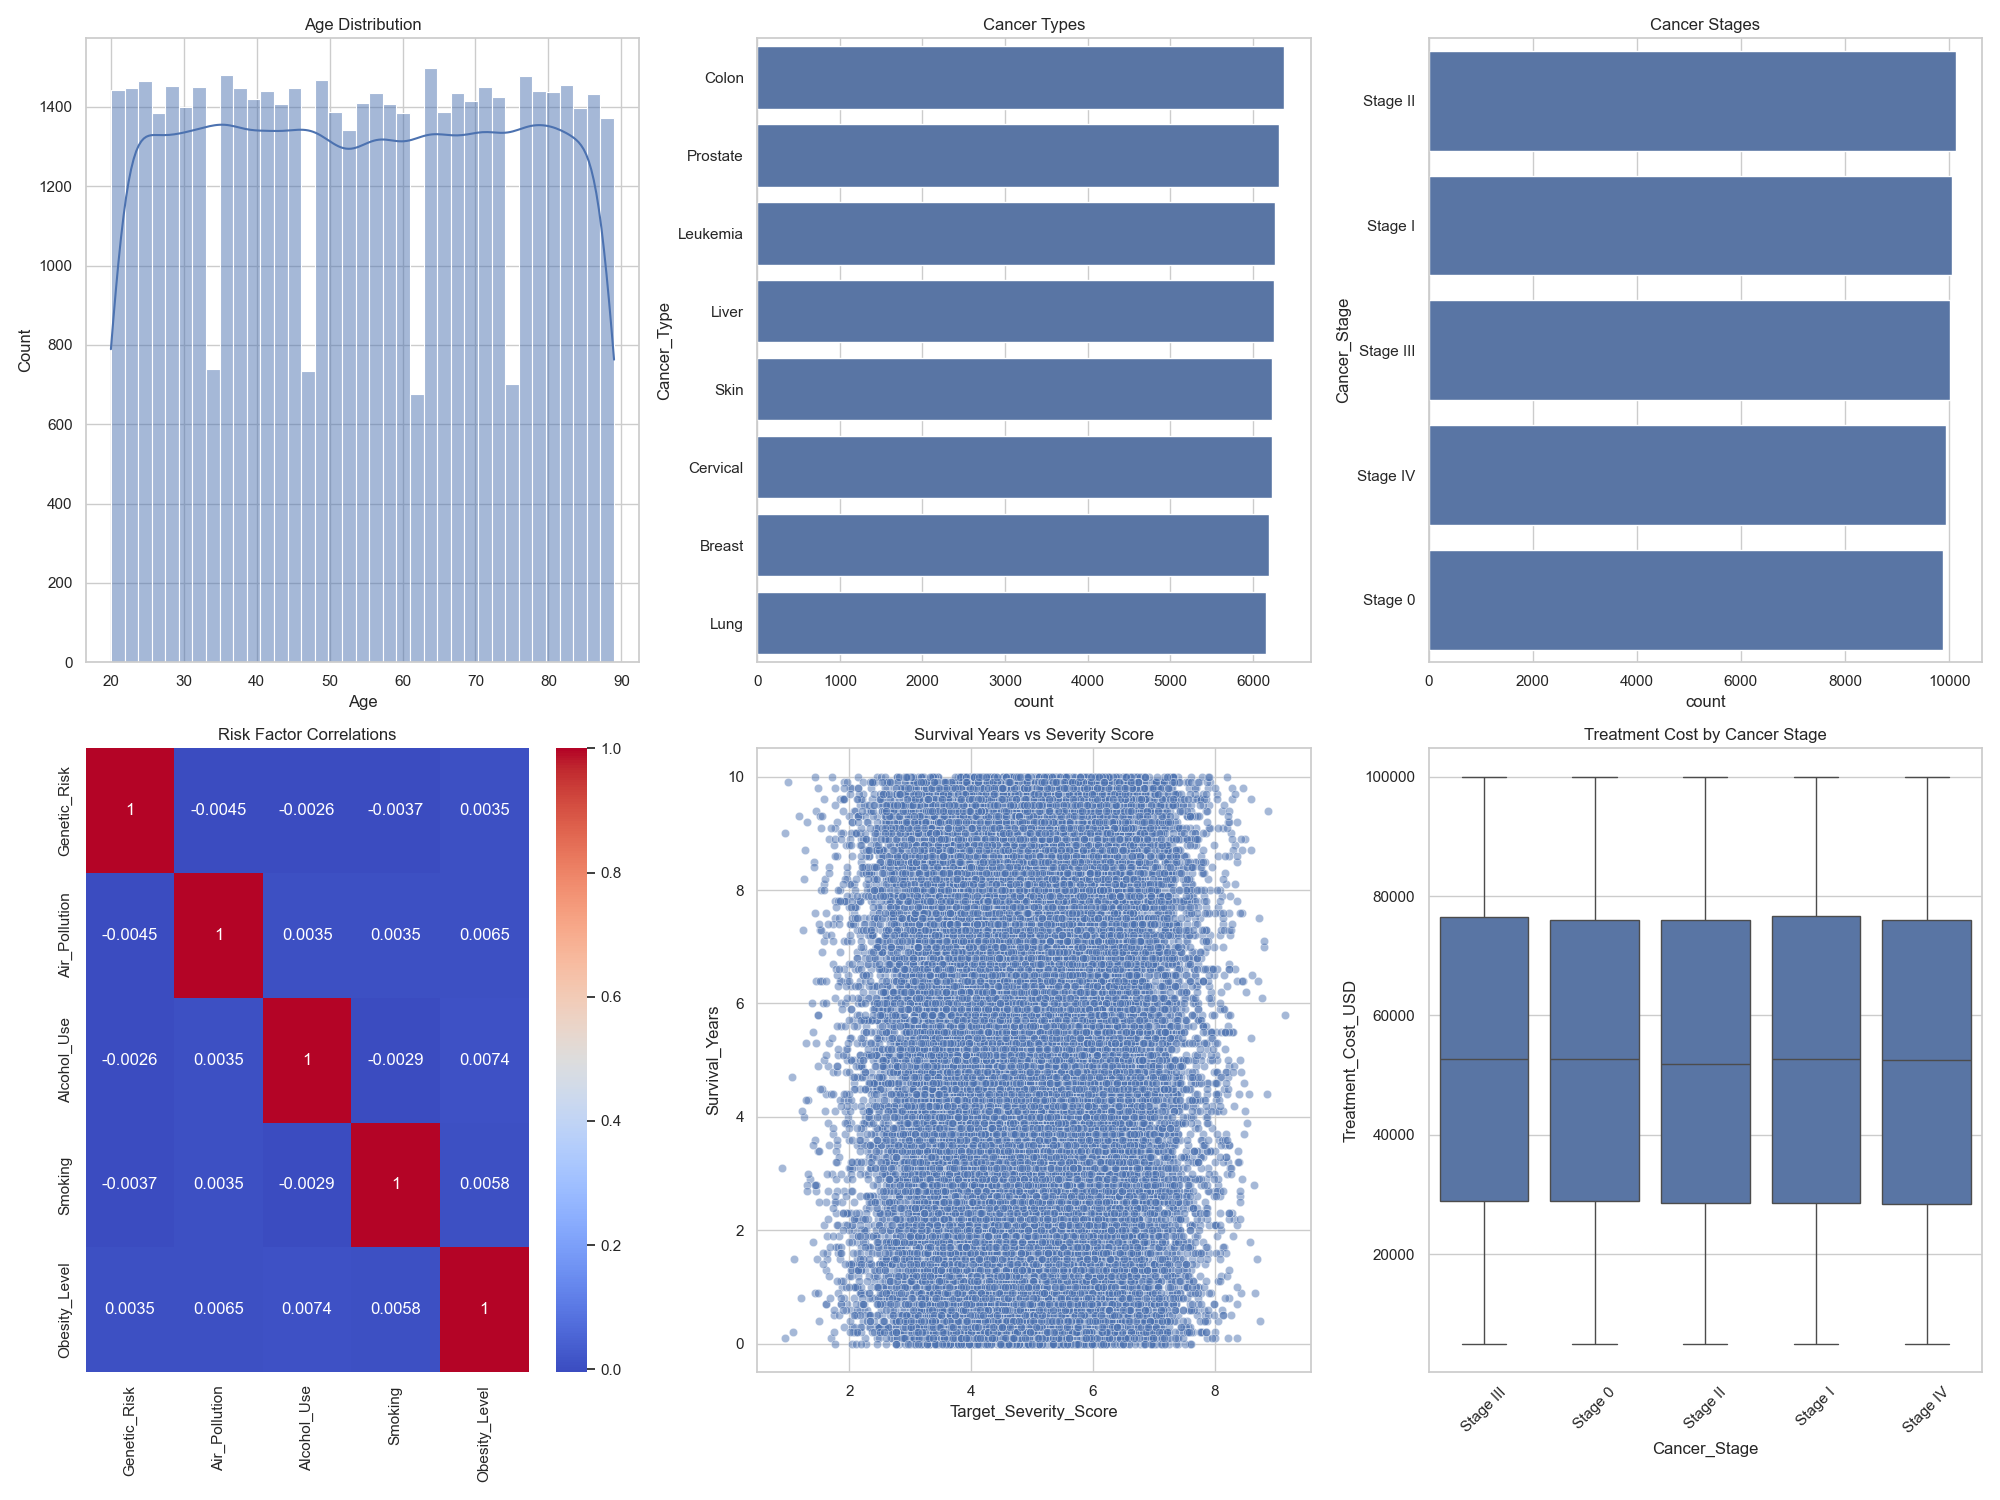 Age Distribution
Count
1400
1200
1000
800
600
400
200
0
20 30 40 50 60 70 80 90
Age
Cancer Types
Cancer_Type
Colon
Prostate
Leukemia
Liver
Skin
Cervical
Breast
Lung
0 1000 2000 3000 4000 5000 6000
count
Cancer Stages
Cancer_Stage
Stage II
Stage I
Stage III
Stage IV
Stage 0
0 2000 4000 6000 8000 10000
count
Risk Factor Correlations
Genetic_Risk
1 -0.0045 -0.0026 -0.0037 0.0035
Air_Pollution
-0.0045 1 0.0035 0.0035 0.0065
Alcohol_Use
-0.0026 0.0035 1 -0.0029 0.0074
Smoking
-0.0037 0.0035 -0.0029 1 0.0058
Obesity_Level
0.0035 0.0065 0.0074 0.0058 1
Genetic_Risk
Air_Pollution
Alcohol_Use
Smoking
Obesity_Level
1.0
0.8
0.6
0.4
0.2
0.0
Survival Years vs Severity Score
Survival_Years
10
8
6
4
2
0
2 4 6 8
Target_Severity_Score
Treatment Cost by Cancer Stage
Treatment_Cost_USD
100000
80000
60000
40000
20000
Stage III
Stage 0
Stage II
Stage I
Stage IV
Cancer_Stage